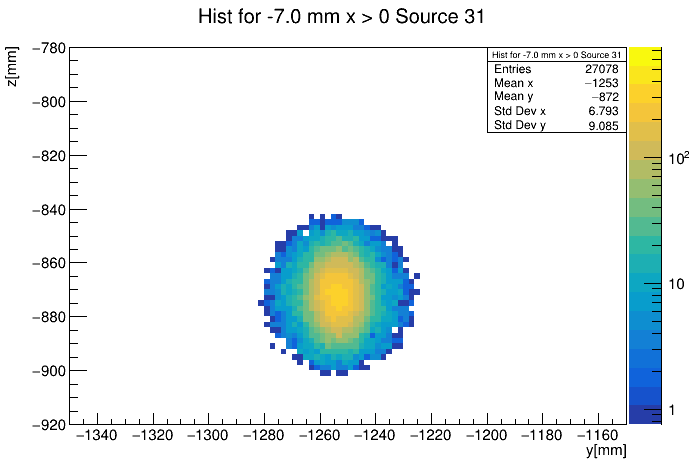 Hist for -7.0 mm x > 0 Source 31
z[mm]
Hist for -7.0 mm x > 0 Source 31
Entries 27078
Mean x −1253
Mean y −872
Std Dev x 6.793
Std Dev y 9.085
−780
−800
−820
−840
−860
−880
−900
−920
10²
10
1
−1340 −1320 −1300 −1280 −1260 −1240 −1220 −1200 −1180 −1160
y[mm]